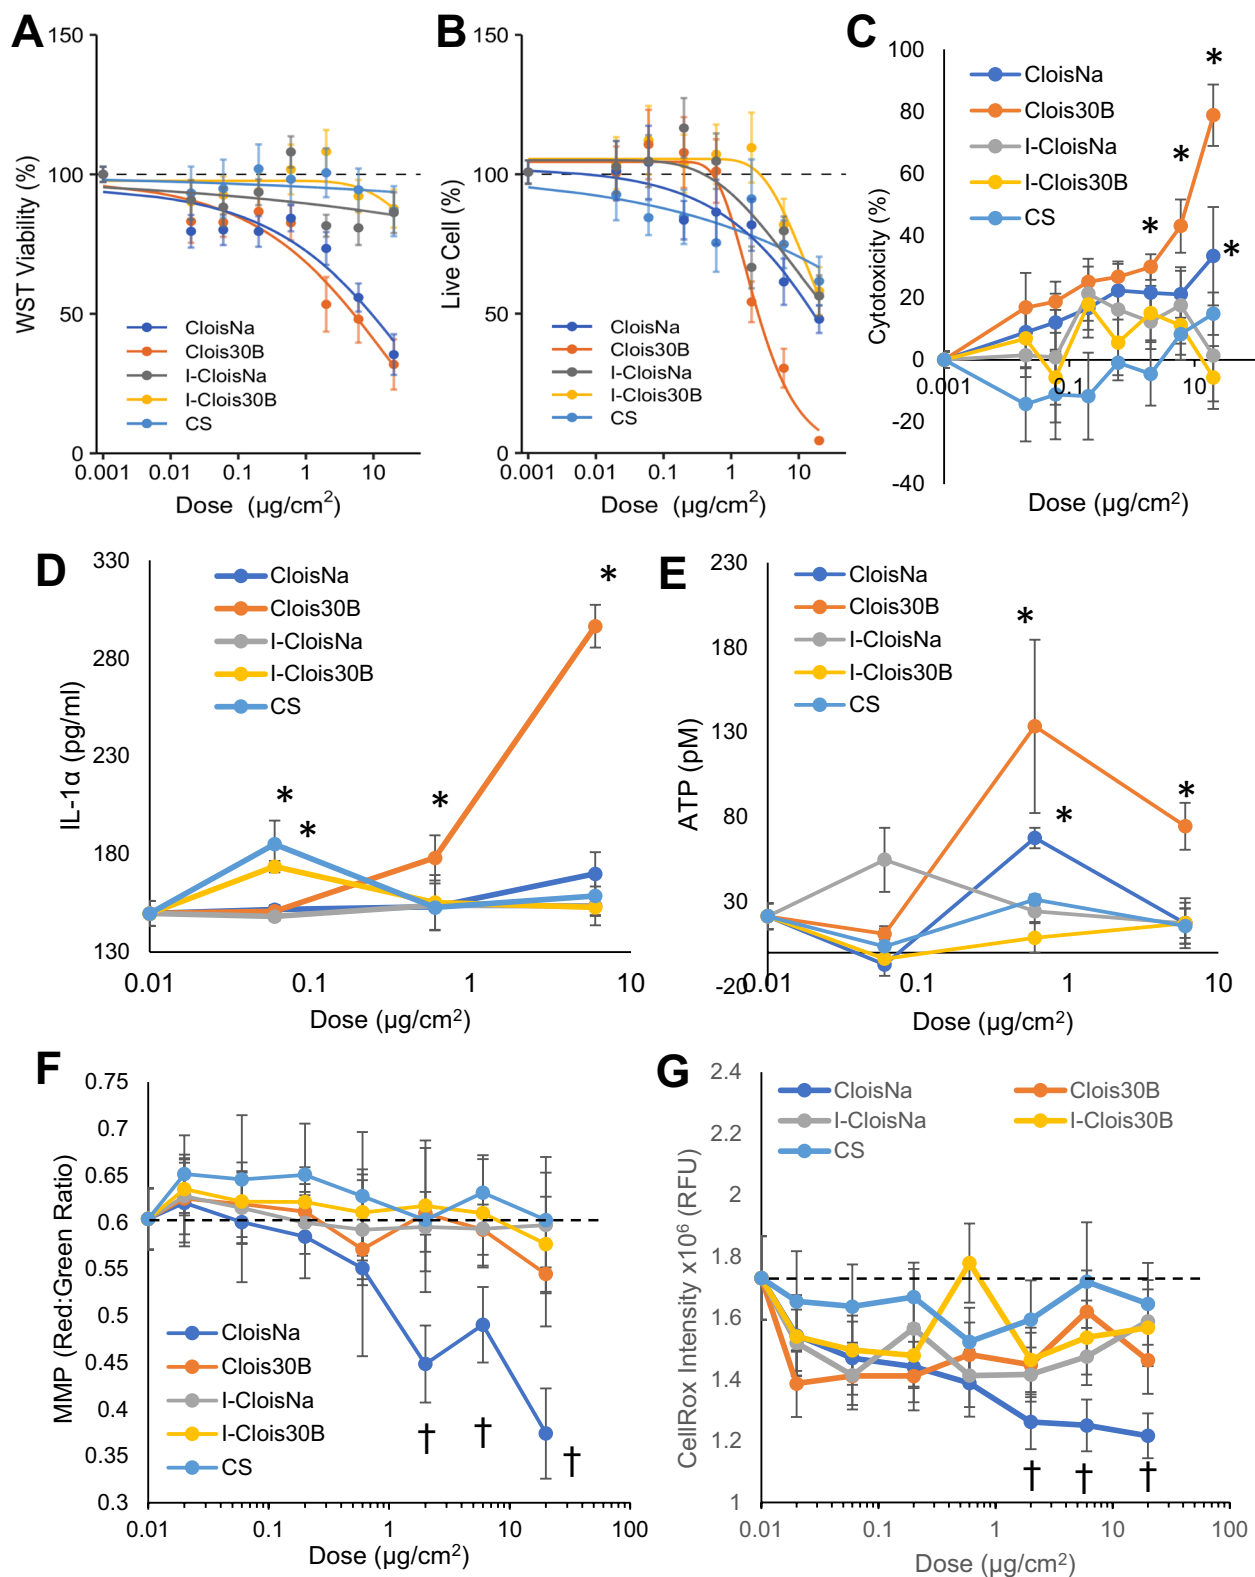 A
150
100
50
0
WST Viability (%)
CloisNa
Clois30B
I-CloisNa
I-Clois30B
CS
0.001
0.01
0.1
1
10
Dose (µg/cm²)
B
150
100
50
0
Live Cell (%)
CloisNa
Clois30B
I-CloisNa
I-Clois30B
CS
0.001
0.01
0.1
1
10
Dose (µg/cm²)
C
100
80
60
40
20
0
-20
-40
Cytotoxicity (%)
CloisNa
Clois30B
I-CloisNa
I-Clois30B
CS
*
*
*
*
0.001
0.1
10
Dose (µg/cm²)
D
330
280
230
180
130
IL-1α (pg/ml)
CloisNa
Clois30B
I-CloisNa
I-Clois30B
CS
*
*
*
*
0.01
0.1
1
10
Dose (µg/cm²)
E
230
180
130
80
30
-20
ATP (pM)
CloisNa
Clois30B
I-CloisNa
I-Clois30B
CS
*
*
*
0.01
0.1
1
10
Dose (µg/cm²)
F
0.75
0.7
0.65
0.6
0.55
0.5
0.45
0.4
0.35
0.3
MMP (Red:Green Ratio)
CloisNa
Clois30B
I-CloisNa
I-Clois30B
CS
†
†
†
0.01
0.1
1
10
100
Dose (µg/cm²)
G
2.4
2.2
2
1.8
1.6
1.4
1.2
1
CellRox Intensity x10⁶ (RFU)
CloisNa
Clois30B
I-CloisNa
I-Clois30B
CS
†
†
†
0.01
0.1
1
10
100
Dose (µg/cm²)